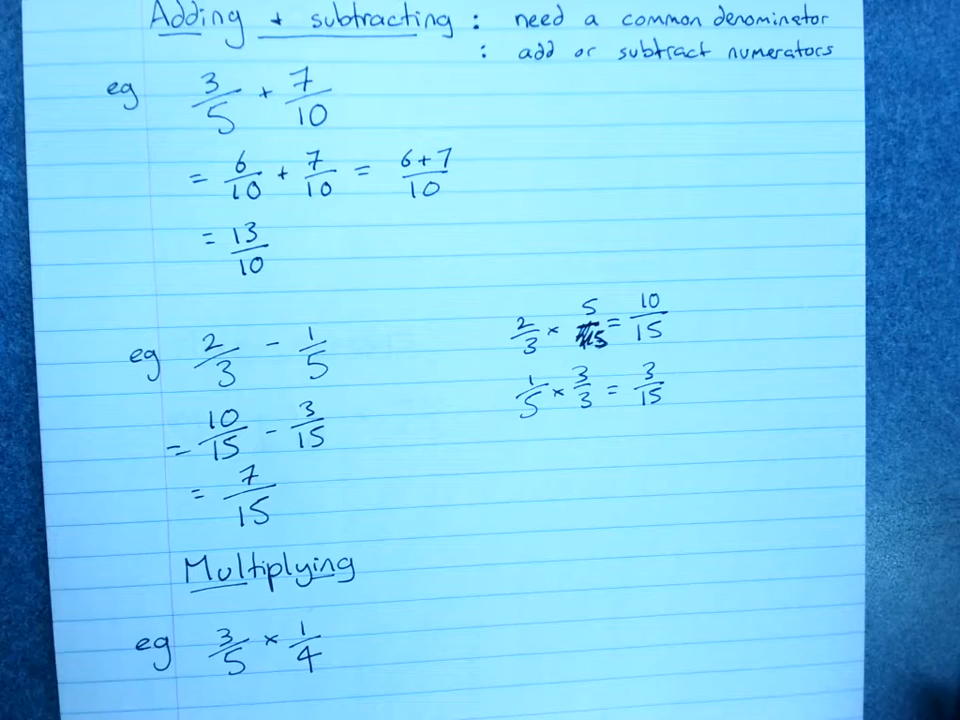 Adding + subtracting : need a common denominator
: add or subtract numerators
eg 3/5 + 7/10
= 6/10 + 7/10 = 6+7/10
= 13/10
eg 2/3 - 1/5
= 10/15 - 3/15
= 7/15
2/3 × 5/5 = 10/15
1/5 × 3/3 = 3/15
Multiplying
eg 3/5 × 1/4